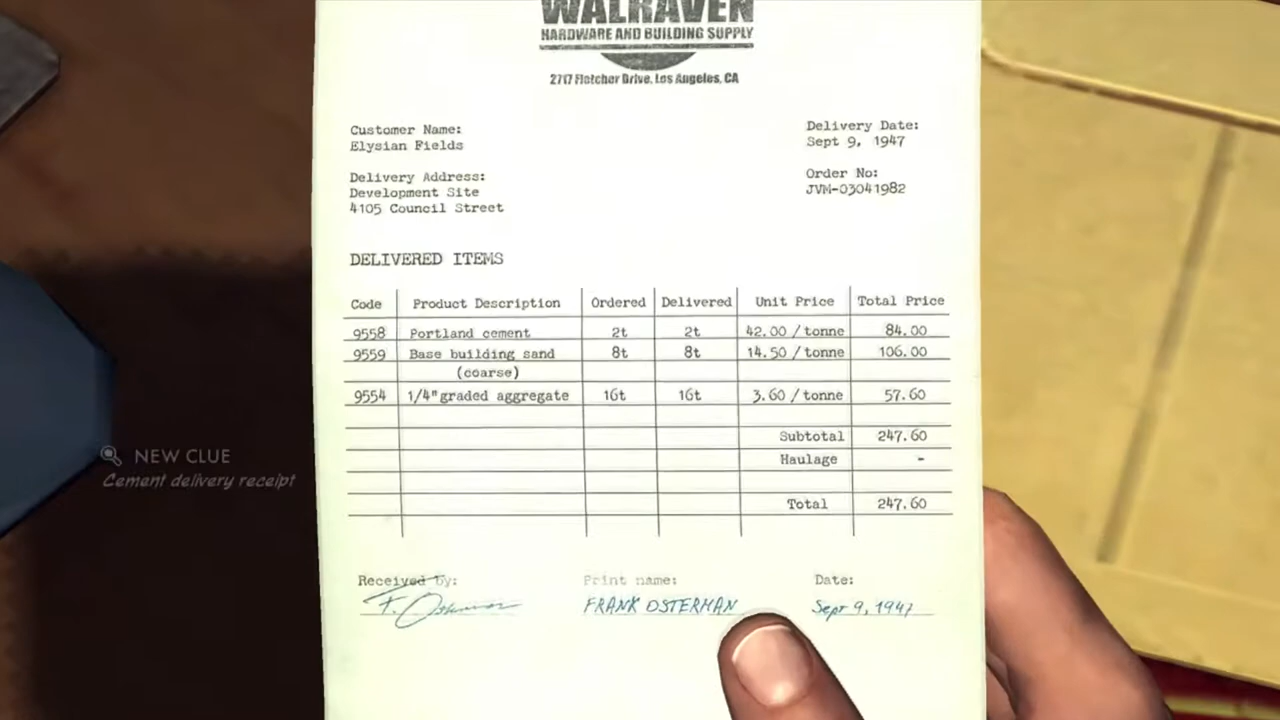 WALRAVEN
HARDWARE AND BUILDING SUPPLY
2717 Fletcher Drive, Los Angeles, CA
Customer Name:
Elysian Fields
Delivery Date:
Sept 9, 1947
Delivery Address:
Development Site
4105 Council Street
Order No:
JVM-03041982
DELIVERED ITEMS
Code Product Description Ordered Delivered Unit Price Total Price
9558 Portland cement 2t 2t 42.00 / tonne 84.00
9559 Base building sand 8t 8t 14.50 / tonne 106.00
(coarse)
9554 1/4" graded aggregate 16t 16t 3.60 / tonne 57.60
Subtotal 247.60
Haulage -
Total 247.60
NEW CLUE
Cement delivery receipt
Received by: Print name: Date:
F. Osterman FRANK OSTERMAN Sept 9, 1947